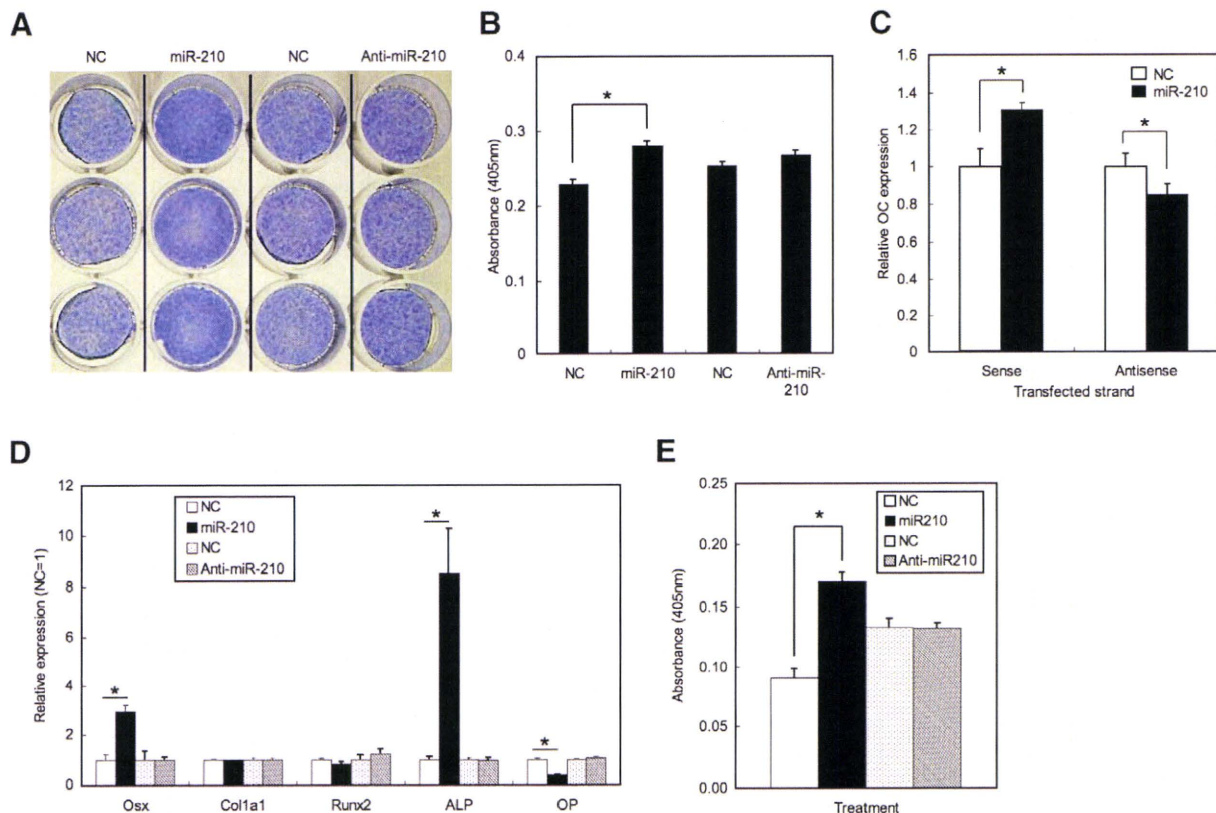 A
NC miR-210 NC Anti-miR-210
B
0.4
0.3
0.2
0.1
0
Absorbance (405nm)
*
NC miR-210 NC Anti-miR-
210
C
1.6
1.4
1.2
1.0
0.8
0.6
0.4
0.2
0
Relative OC expression
NC
miR-210
*
*
Sense Antisense
Transfected strand
D
12
10
8
6
4
2
0
Relative expression (NC=1)
NC
miR-210
NC
Anti-miR-210
*
*
*
Osx Col1a1 Runx2 ALP OP
E
0.25
0.20
0.15
0.10
0.05
0.00
Absorbance (405nm)
NC
miR210
NC
Anti-miR210
*
Treatment